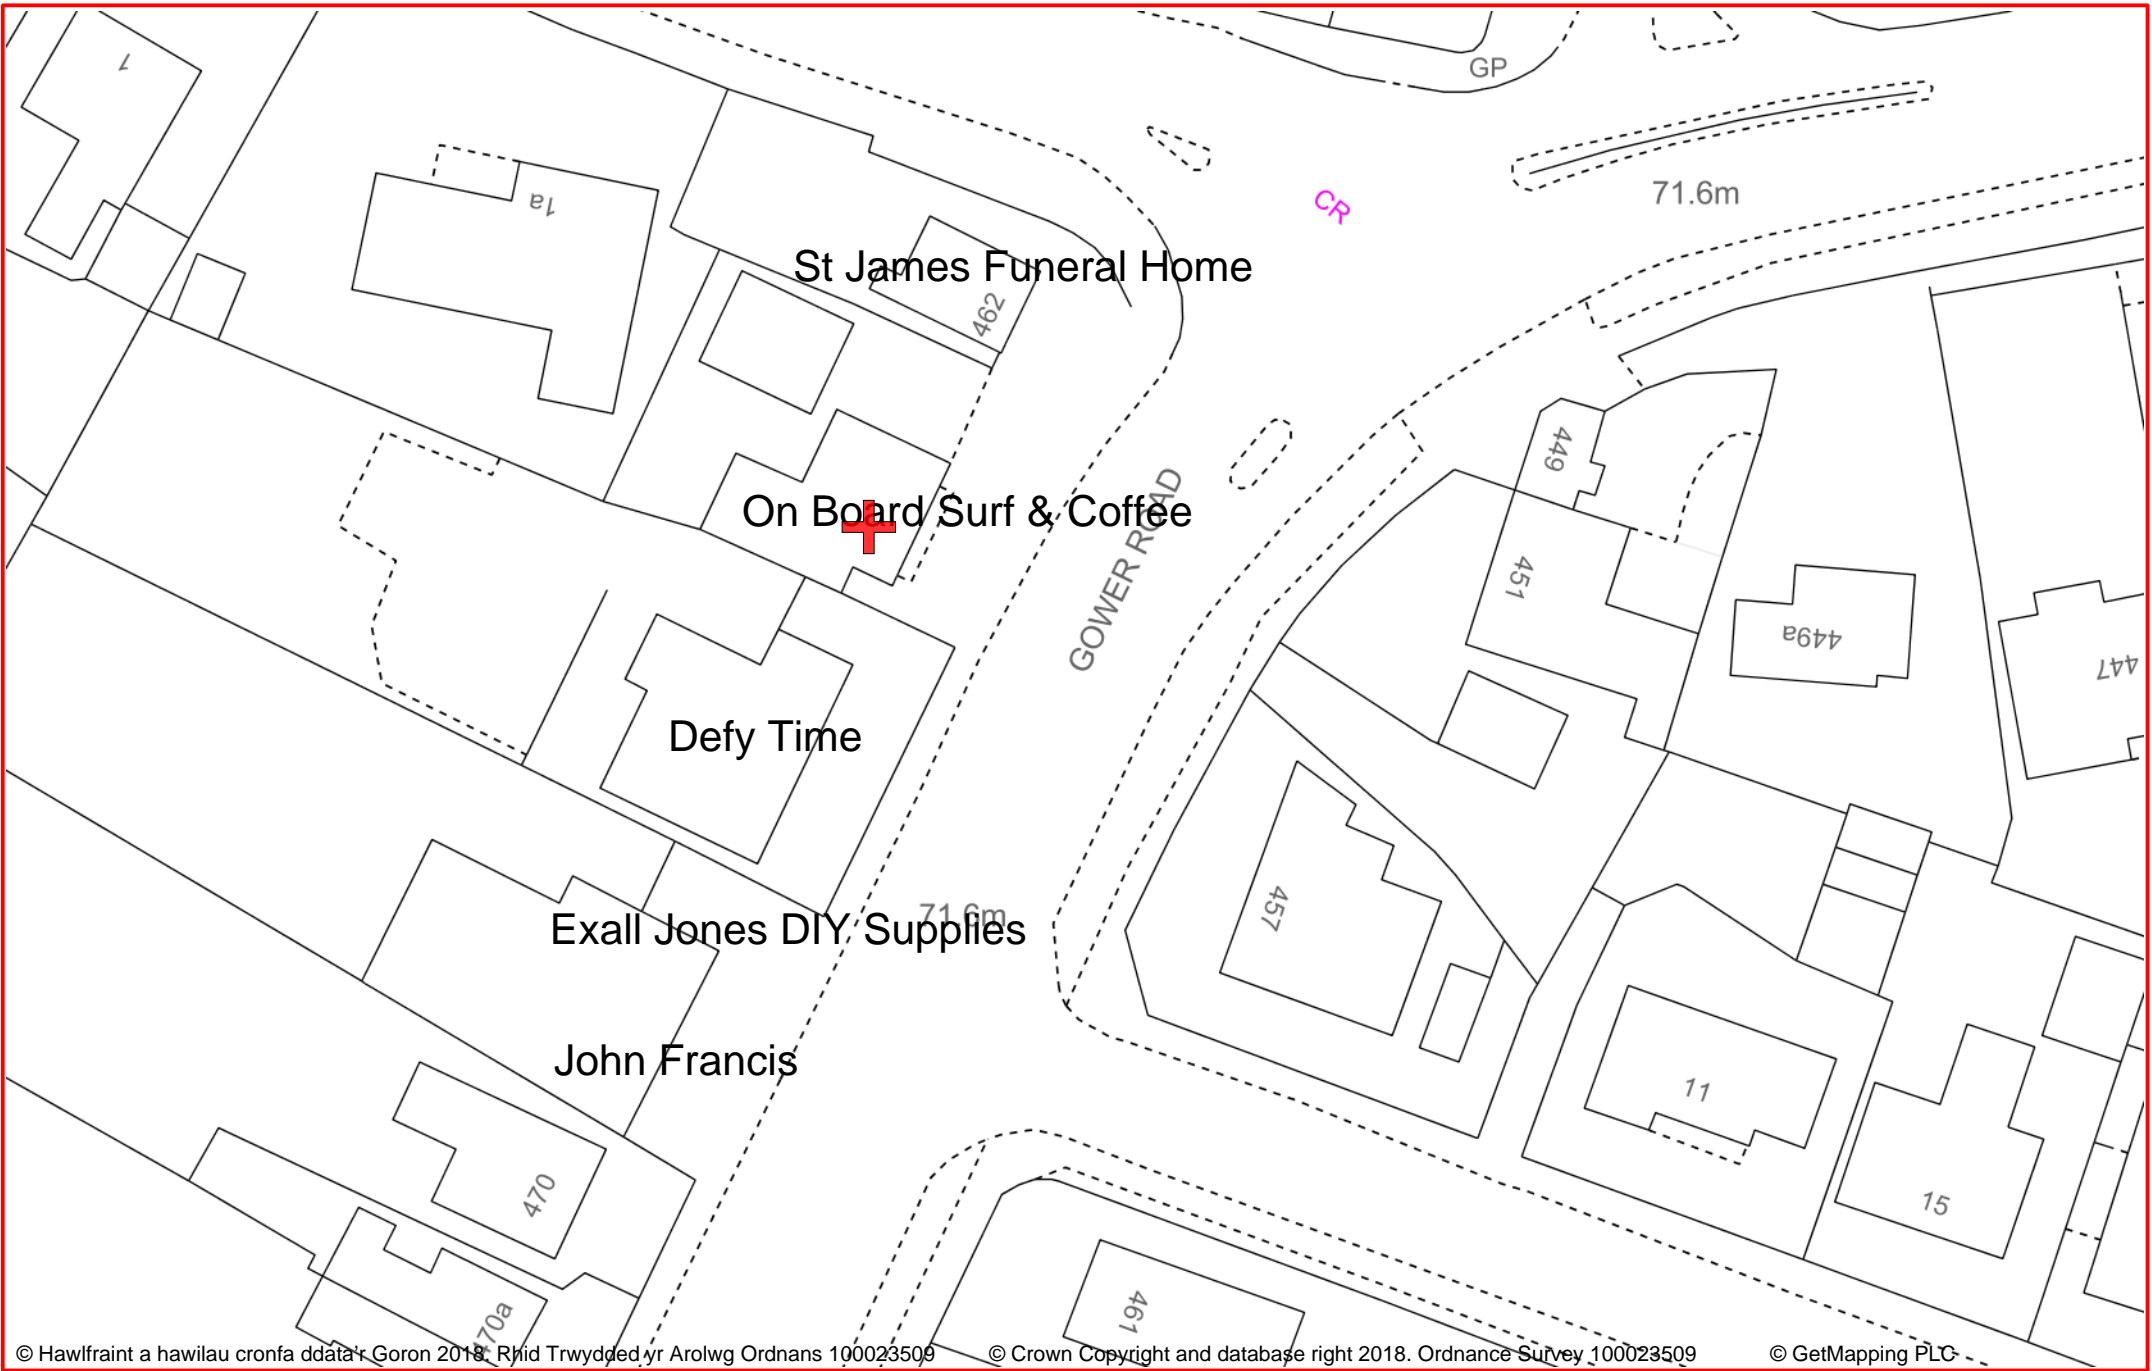 1
GP
1a
CR
71.6m
St James Funeral Home
462
449
On Board Surf & Coffee
GOWER ROAD
451
449a
447
Defy Time
457
71.6m
Exall Jones DIY Supplies
John Francis
11
470
15
461
470a
© Hawlfraint a hawilau cronfa ddata'r Goron 2018. Rhid Trwydded yr Arolwg Ordnans 100023509 © Crown Copyright and database right 2018. Ordnance Survey 100023509 © GetMapping PLC